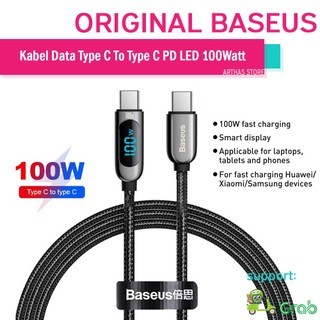 ORIGINAL BASEUS
Kabel Data Type C To Type C PD LED 100Watt
ARTHAS STORE
100W
Baseus
100W fast charging
Smart display
Applicable for laptops,
tablets and phones
For fast charging Huawei/
Xiaomi/Samsung devices
100W
Type C to type C
Baseus倍思
support:
Grab